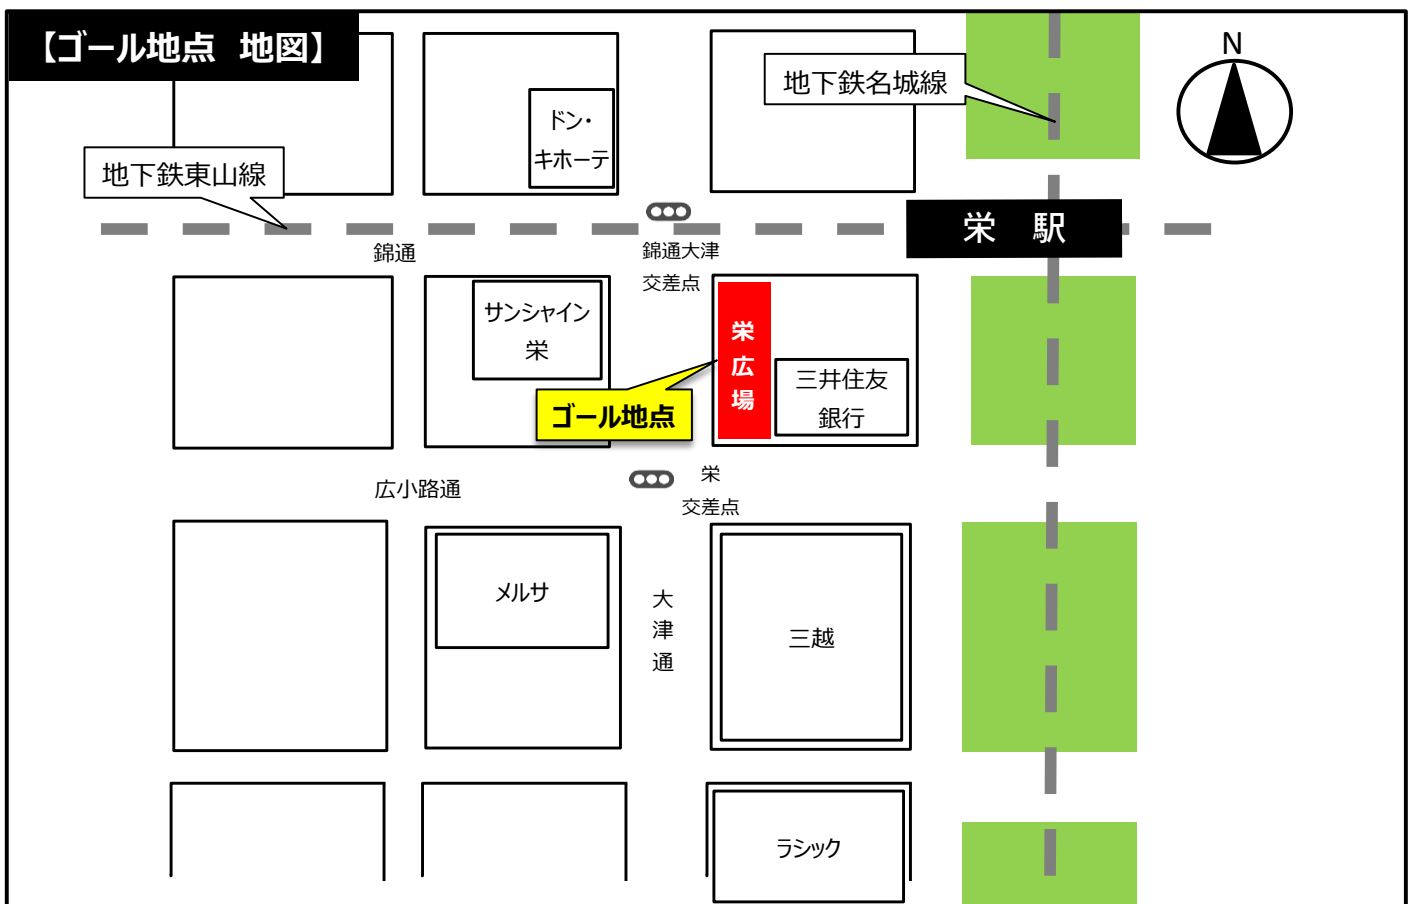 【ゴール地点 地図】
N
地下鉄名城線
ドン・
キホーテ
地下鉄東山線
栄 駅
錦通
錦通大津
交差点
サンシャイン
栄
栄広場
三井住友
銀行
ゴール地点
広小路通
栄
交差点
メルサ
大津通
三越
ラシック